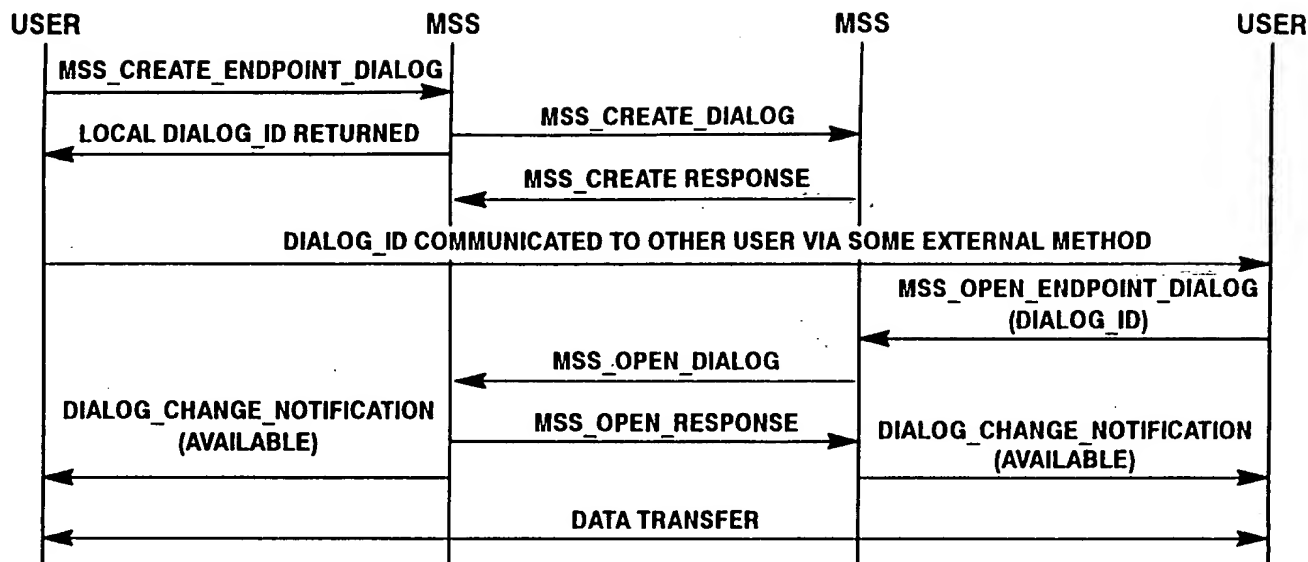 USER MSS MSS USER
MSS_CREATE_ENDPOINT_DIALOG
MSS_CREATE_DIALOG
LOCAL DIALOG_ID RETURNED
MSS_CREATE RESPONSE
DIALOG_ID COMMUNICATED TO OTHER USER VIA SOME EXTERNAL METHOD
MSS_OPEN_ENDPOINT_DIALOG
(DIALOG_ID)
MSS_OPEN_DIALOG
DIALOG_CHANGE_NOTIFICATION
(AVAILABLE)
MSS_OPEN_RESPONSE
DIALOG_CHANGE_NOTIFICATION
(AVAILABLE)
DATA TRANSFER